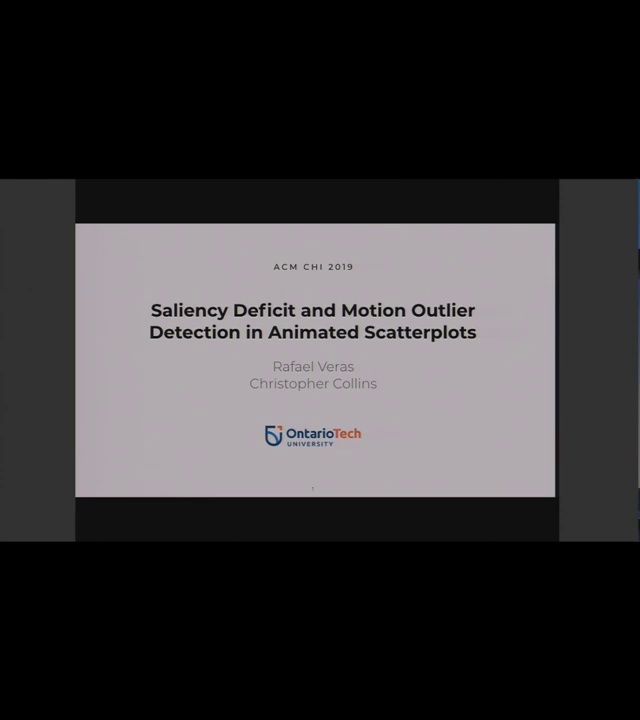 ACM CHI 2019
Saliency Deficit and Motion Outlier
Detection in Animated Scatterplots
Rafael Veras
Christopher Collins
OntarioTech
UNIVERSITY